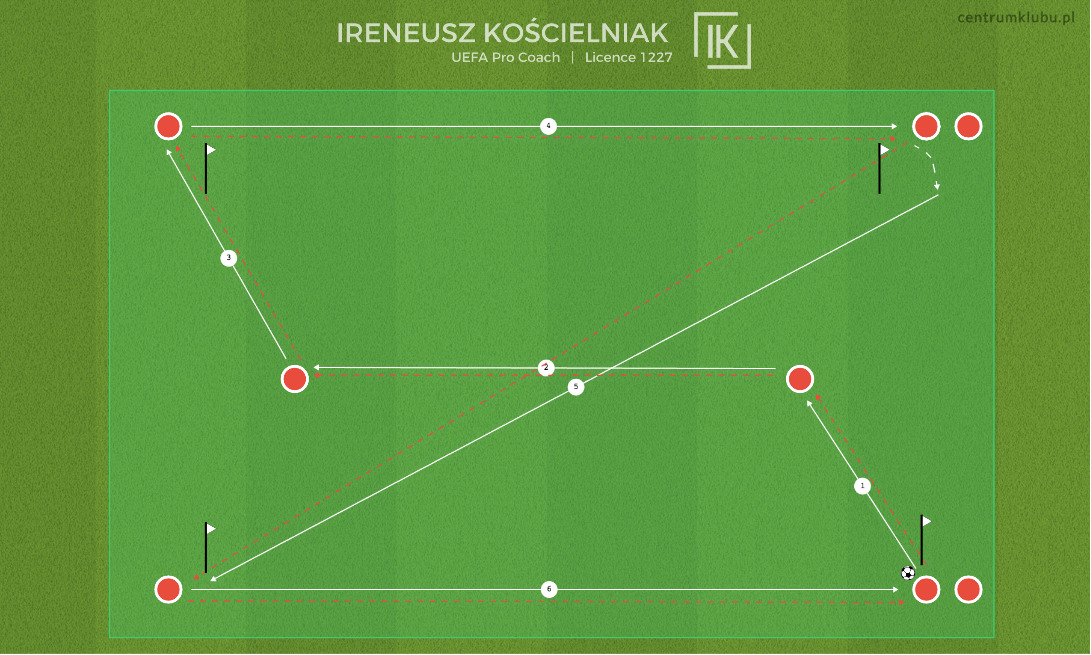 centrumklubu.pl
IRENEUSZ KOŚCIELNIAK
IK
UEFA Pro Coach | Licence 1227
4
3
2
5
1
6